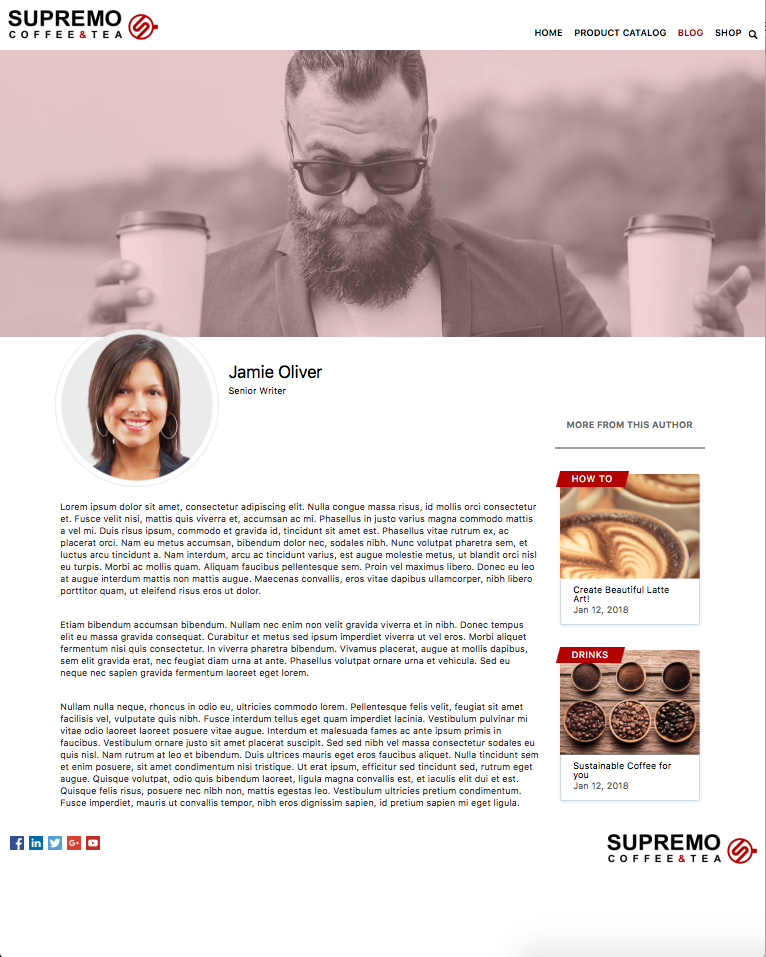 SUPREMO
COFFEE&TEA
HOME PRODUCT CATALOG BLOG SHOP
Jamie Oliver
Senior Writer
MORE FROM THIS AUTHOR
Lorem ipsum dolor sit amet, consectetur adipiscing elit. Nulla congue massa risus, id mollis orci consectetur
et. Fusce velit nisi, mattis quis viverra et, accumsan ac mi. Phasellus in justo varius magna commodo mattis
a vel mi. Duis risus ipsum, commodo et gravida id, tincidunt sit amet est. Phasellus vitae rutrum ex, ac
placerat orci. Nam eu metus accumsan, bibendum dolor nec, sodales nibh. Nunc volutpat pharetra sem, et
luctus arcu tincidunt a. Nam interdum, arcu ac tincidunt varius, est augue molestie metus, ut blandit orci nisl
eu turpis. Morbi ac mollis quam. Aliquam faucibus pellentesque sem. Proin vel maximus libero. Donec eu leo
at augue interdum mattis non mattis augue. Maecenas convallis, eros vitae dapibus ullamcorper, nibh libero
porttitor quam, ut eleifend risus eros ut dolor.
Etiam bibendum accumsan bibendum. Nullam nec enim non velit gravida viverra et in nibh. Donec tempus
elit eu massa gravida consequat. Curabitur et metus sed ipsum imperdiet viverra ut vel eros. Morbi aliquet
fermentum nisi quis consectetur. In viverra pharetra bibendum. Vivamus placerat, augue at mollis dapibus,
sem elit gravida erat, nec feugiat diam urna at ante. Phasellus volutpat ornare urna et vehicula. Sed eu
neque nec sapien gravida fermentum laoreet eget lorem.
Nullam nulla neque, rhoncus in odio eu, ultricies commodo lorem. Pellentesque felis velit, feugiat sit amet
facilisis vel, vulputate quis nibh. Fusce interdum tellus eget quam imperdiet lacinia. Vestibulum pulvinar mi
vitae odio laoreet laoreet posuere vitae augue. Interdum et malesuada fames ac ante ipsum primis in
faucibus. Vestibulum ornare justo sit amet placerat suscipit. Sed sed nibh vel massa consectetur sodales eu
quis nisl. Nam rutrum at leo et bibendum. Duis ultrices mauris eget eros faucibus aliquet. Nulla tincidunt sem
et enim posuere, sit amet condimentum nisi tristique. Ut erat ipsum, efficitur sed tincidunt sed, rutrum eget
augue. Quisque volutpat, odio quis bibendum laoreet, ligula magna convallis est, et iaculis elit dui et est.
Quisque felis risus, posuere nec nibh non, mattis egestas leo. Vestibulum ultricies pretium condimentum.
Fusce imperdiet, mauris ut convallis tempor, nibh eros dignissim sapien, id pretium sapien mi eget ligula.
HOW TO
Create Beautiful Latte
Art!
Jan 12, 2018
DRINKS
Sustainable Coffee for
you
Jan 12, 2018
SUPREMO
COFFEE&TEA